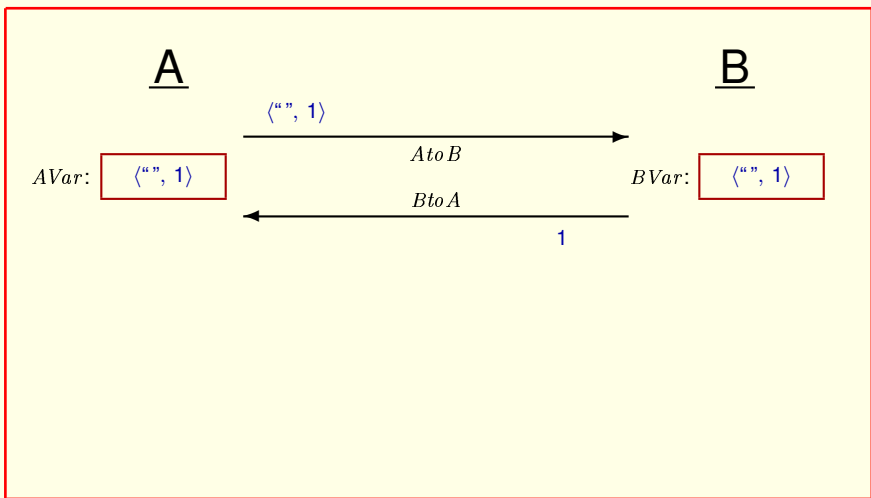 A B
⟨“ ”, 1⟩
AtoB
AVar: ⟨“ ”, 1⟩ BVar: ⟨“ ”, 1⟩
BtoA
1